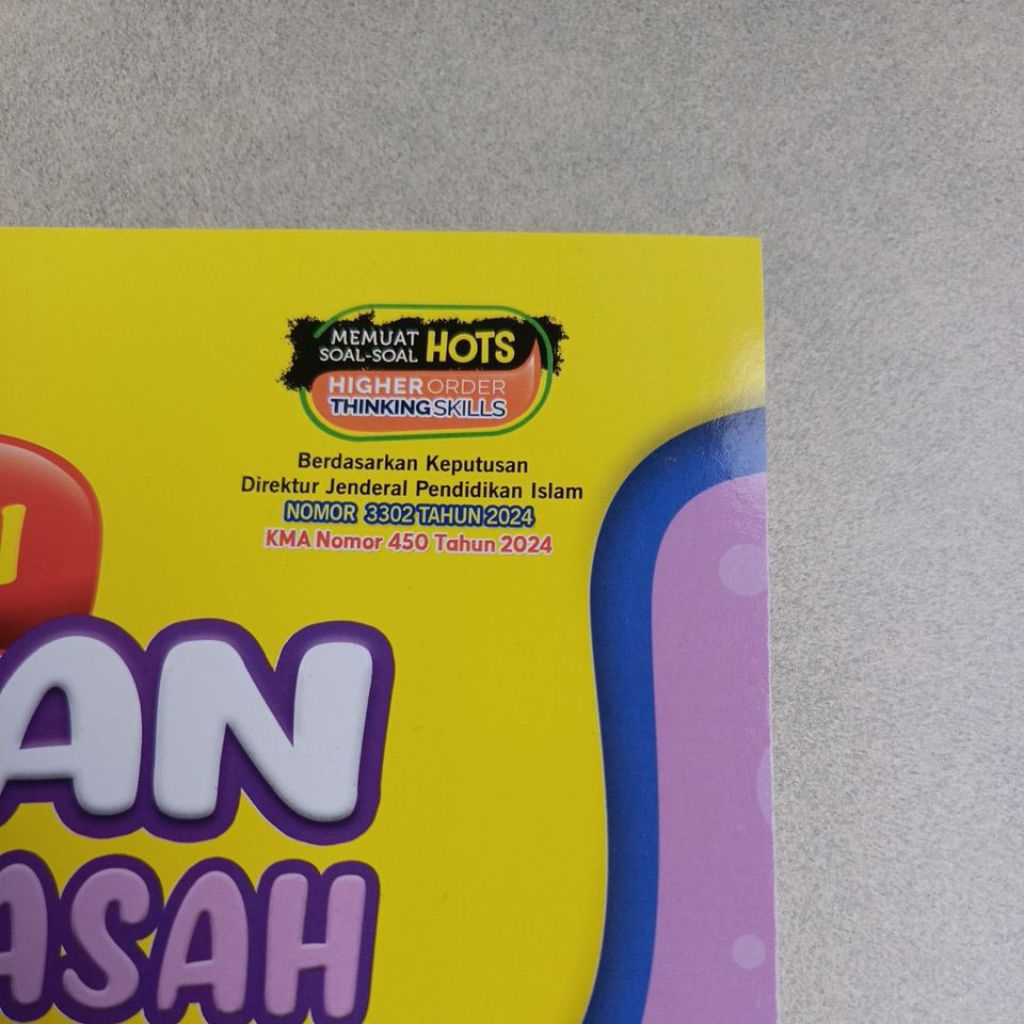 MEMUAT
SOAL-SOAL HOTS
HIGHER ORDER
THINKING SKILLS
Berdasarkan Keputusan
Direktur Jenderal Pendidikan Islam
NOMOR 3302 TAHUN 2024
KMA Nomor 450 Tahun 2024
AN
ASAH